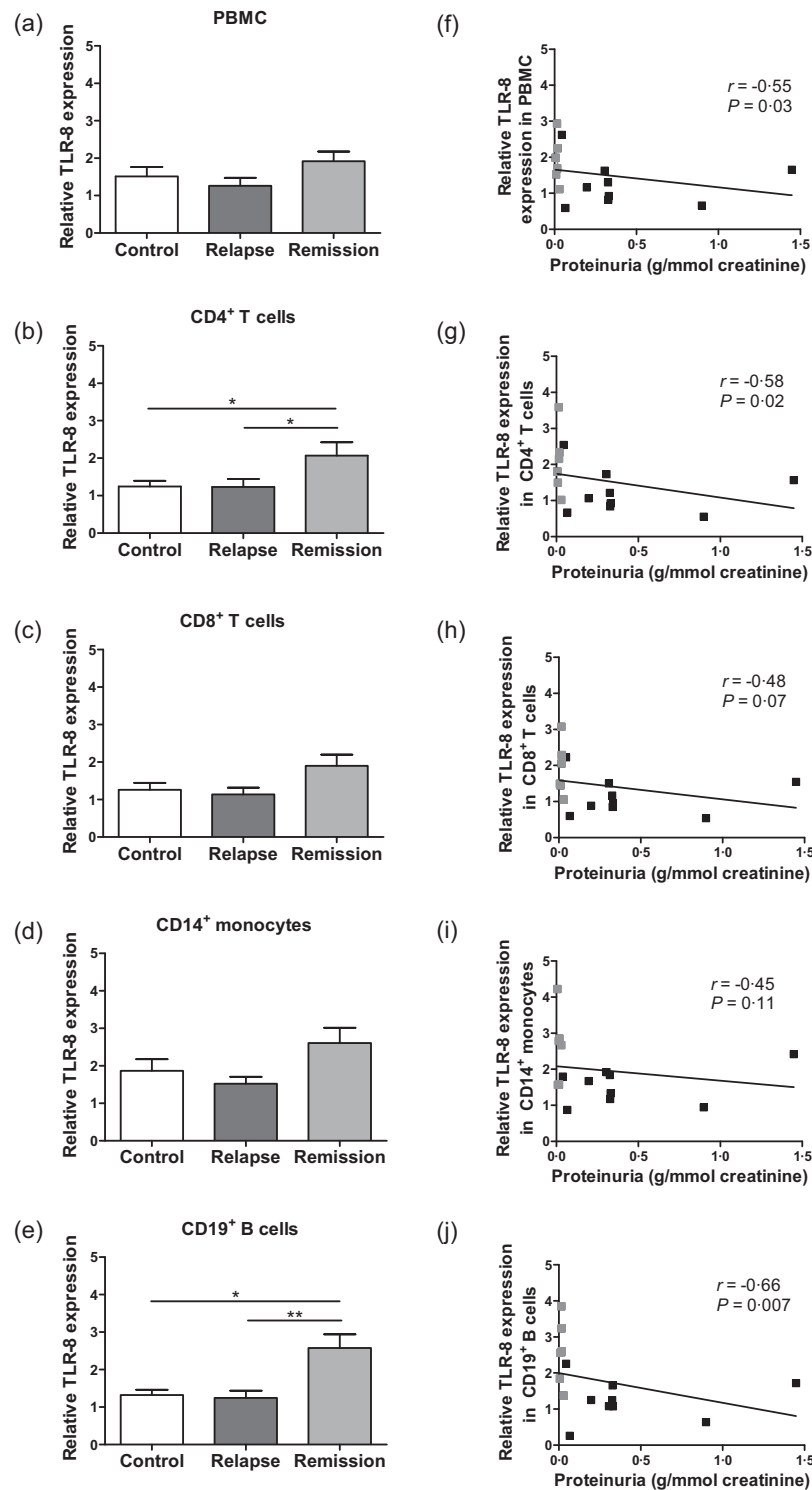 (a)
PBMC
Relative TLR-8 expression
5
4
3
2
1
0
Control Relapse Remission
(f)
Relative TLR-8
expression in PBMC
5
4
3
2
1
0
r = -0·55
P = 0·03
0·0 0·5 1·0 1·5
Proteinuria (g/mmol creatinine)
(b)
CD4+ T cells
Relative TLR-8 expression
5
4
3
2
1
0
*
*
Control Relapse Remission
(g)
Relative TLR-8 expression
in CD4+ T cells
5
4
3
2
1
0
r = -0·58
P = 0·02
0·0 0·5 1·0 1·5
Proteinuria (g/mmol creatinine)
(c)
CD8+ T cells
Relative TLR-8 expression
5
4
3
2
1
0
Control Relapse Remission
(h)
Relative TLR-8 expression
in CD8+ T cells
5
4
3
2
1
0
r = -0·48
P = 0·07
0·0 0·5 1·0 1·5
Proteinuria (g/mmol creatinine)
(d)
CD14+ monocytes
Relative TLR-8 expression
5
4
3
2
1
0
Control Relapse Remission
(i)
Relative TLR-8 expression
in CD14+ monocytes
5
4
3
2
1
0
r = -0·45
P = 0·11
0·0 0·5 1·0 1·5
Proteinuria (g/mmol creatinine)
(e)
CD19+ B cells
Relative TLR-8 expression
5
4
3
2
1
0
*
**
Control Relapse Remission
(j)
Relative TLR-8 expression
in CD19+ B cells
5
4
3
2
1
0
r = -0·66
P = 0·007
0·0 0·5 1·0 1·5
Proteinuria (g/mmol creatinine)